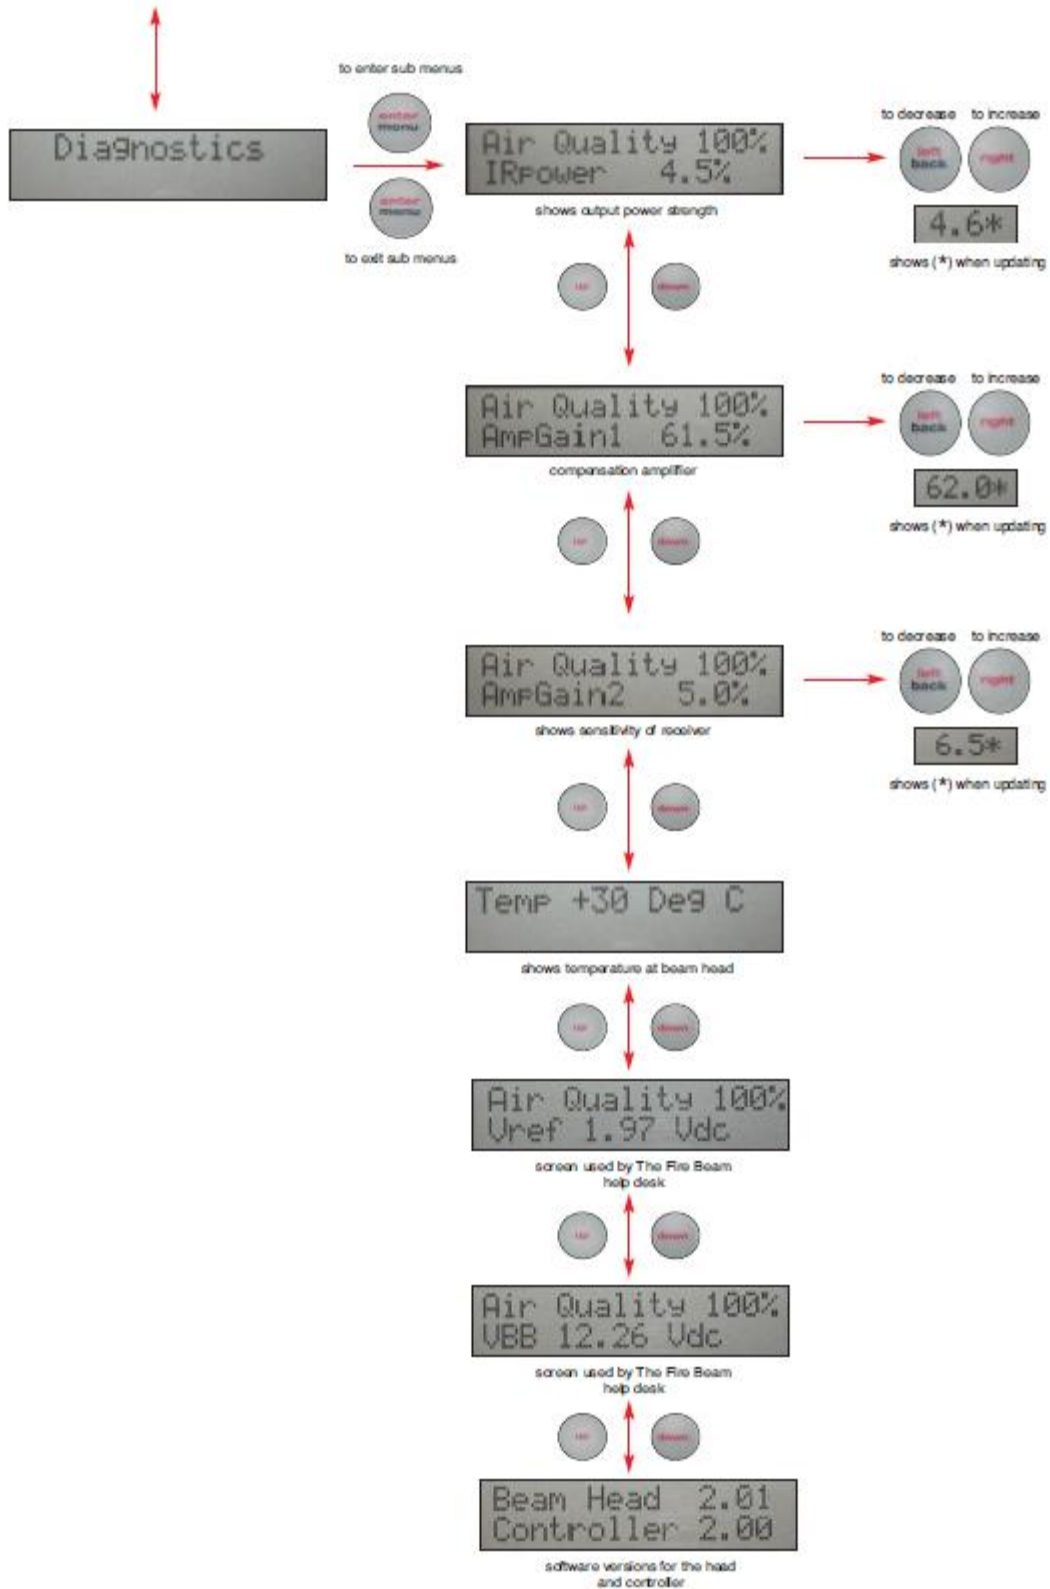 to enter sub menus
enter
menu
Diagnostics
enter
menu
to exit sub menus
Air Quality 100%
IRpower 4.5%
shows output power strength
to decrease to increase
left
back
right
4.6*
shows (*) when updating
up
down
Air Quality 100%
AmpGain1 61.5%
compensation amplifier
to decrease to increase
left
back
right
62.0*
shows (*) when updating
up
down
Air Quality 100%
AmpGain2 5.0%
shows sensitivity of receiver
to decrease to increase
left
back
right
6.5*
shows (*) when updating
up
down
Temp +30 Deg C
shows temperature at beam head
up
down
Air Quality 100%
Vref 1.97 Vdc
screen used by The Fire Beam
help desk
up
down
Air Quality 100%
VBB 12.26 Vdc
screen used by The Fire Beam
help desk
up
down
Beam Head 2.01
Controller 2.00
software versions for the head
and controller